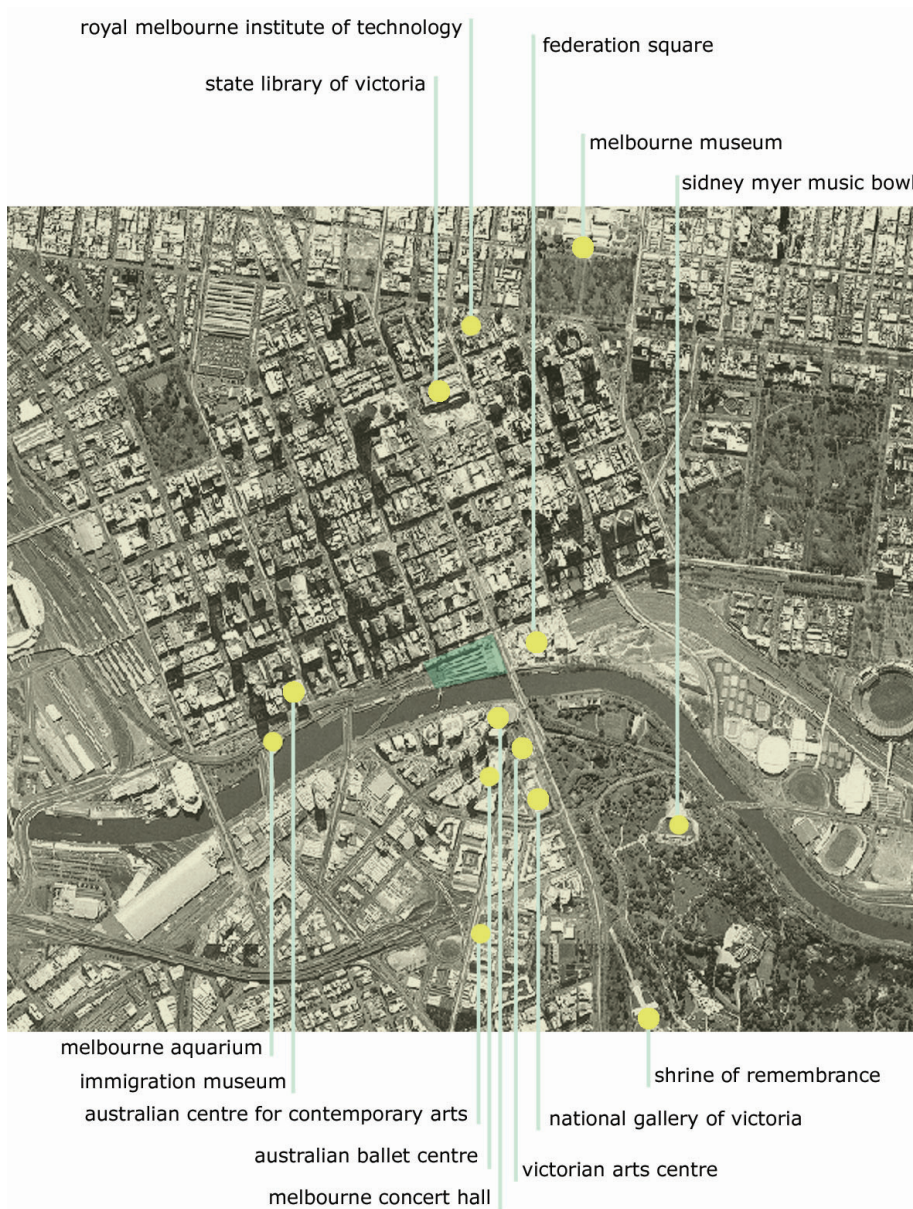 royal melbourne institute of technology
federation square
state library of victoria
melbourne museum
sidney myer music bowl
melbourne aquarium
immigration museum
shrine of remembrance
australian centre for contemporary arts
national gallery of victoria
australian ballet centre
victorian arts centre
melbourne concert hall